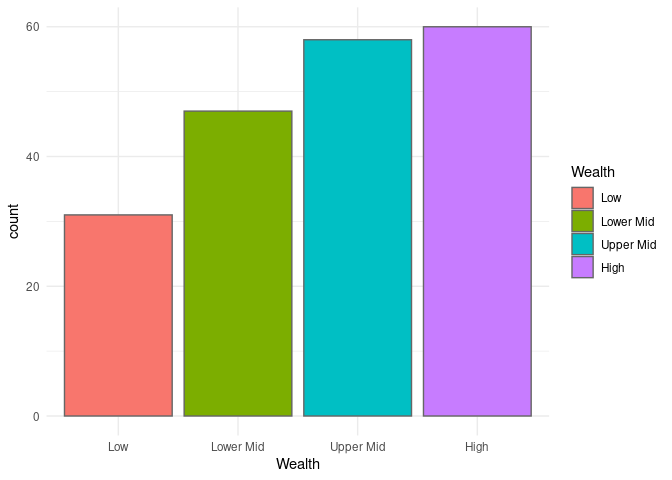 60
40
20
0
count
Low
Lower Mid
Upper Mid
High
Wealth
Wealth
Low
Lower Mid
Upper Mid
High